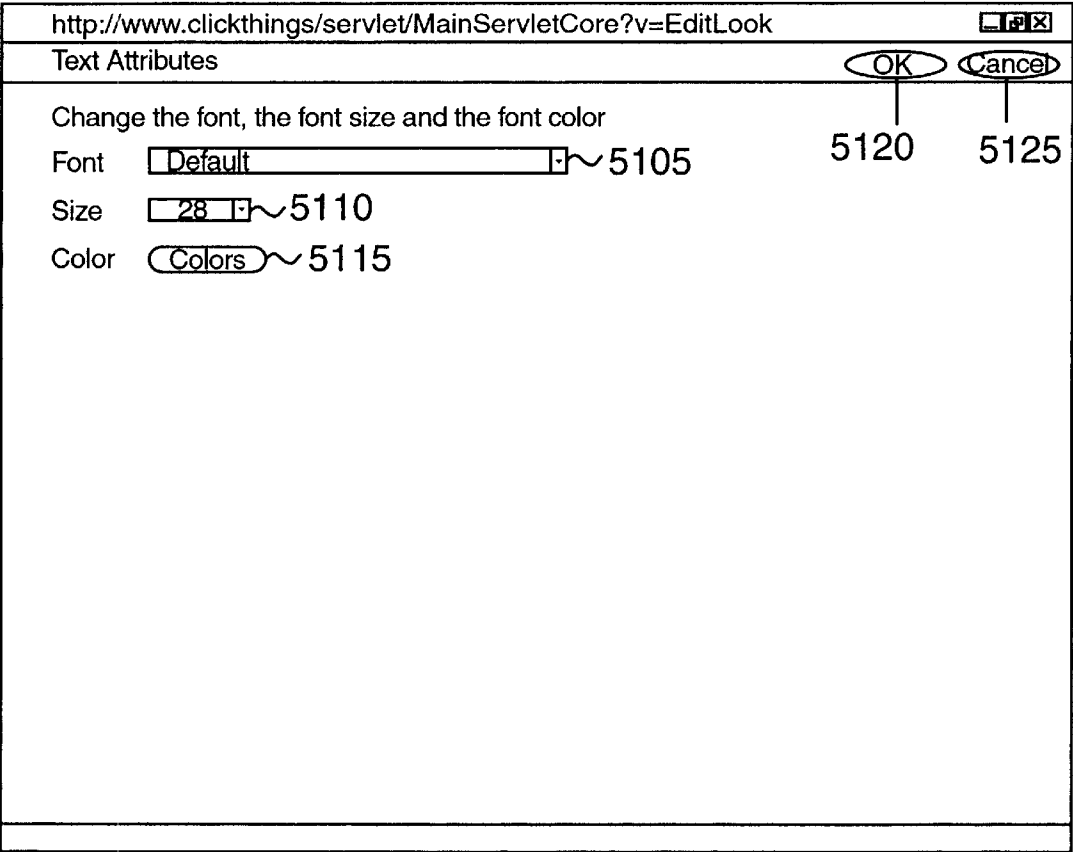 http://www.clickthings/servlet/MainServletCore?v=EditLook
Text Attributes OK Cancel
Change the font, the font size and the font color
5120 5125
Font Default 5105
Size 28 5110
Color Colors 5115